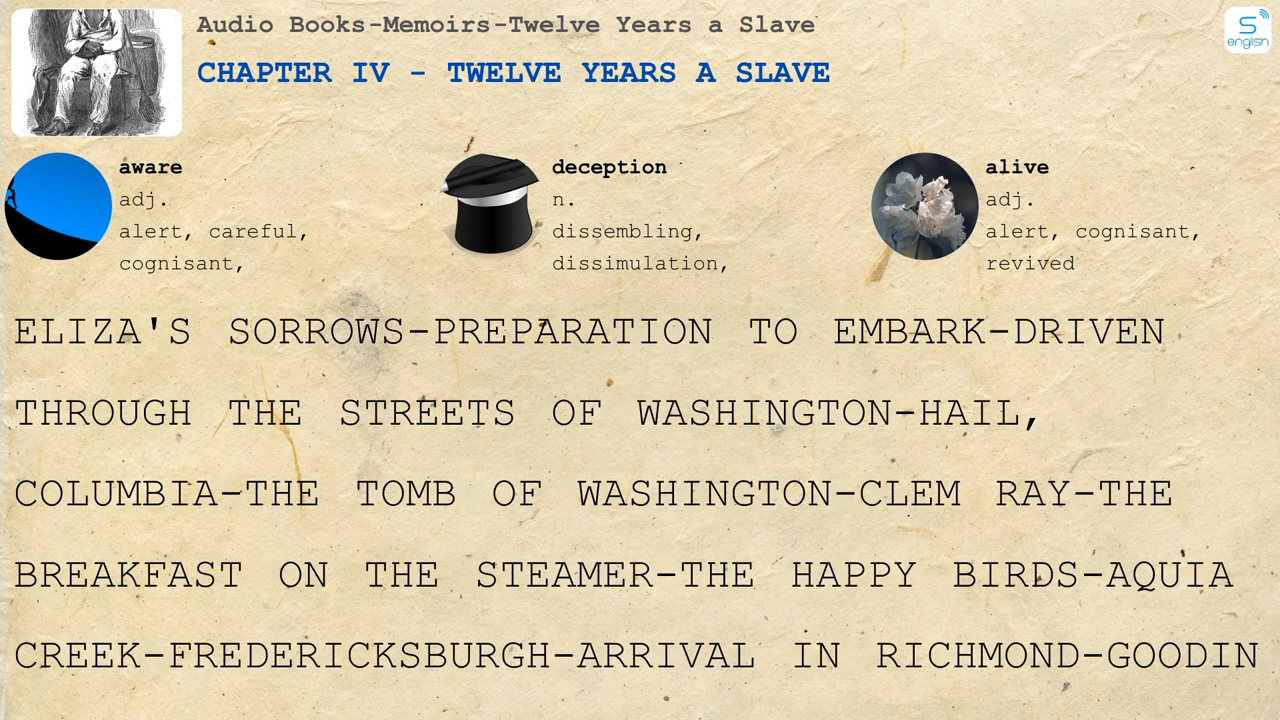 Audio Books-Memoirs-Twelve Years a Slave
CHAPTER IV - TWELVE YEARS A SLAVE
S
english
aware
adj.
alert, careful,
cognisant,
deception
n.
dissembling,
dissimulation,
alive
adj.
alert, cognisant,
revived
ELIZA'S SORROWS-PREPARATION TO EMBARK-DRIVEN
THROUGH THE STREETS OF WASHINGTON-HAIL,
COLUMBIA-THE TOMB OF WASHINGTON-CLEM RAY-THE
BREAKFAST ON THE STEAMER-THE HAPPY BIRDS-AQUIA
CREEK-FREDERICKSBURGH-ARRIVAL IN RICHMOND-GOODIN